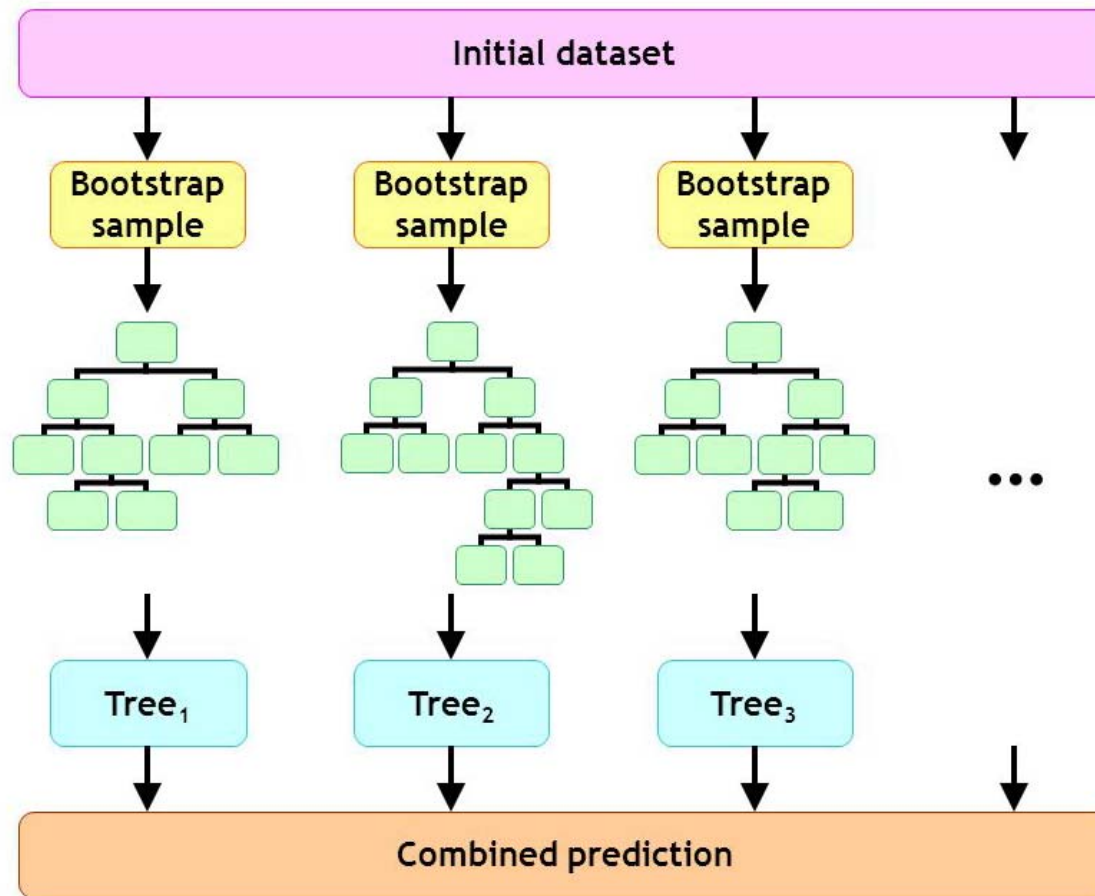 Initial dataset
Bootstrap
sample
Bootstrap
sample
Bootstrap
sample
...
Tree₁
Tree₂
Tree₃
Combined prediction